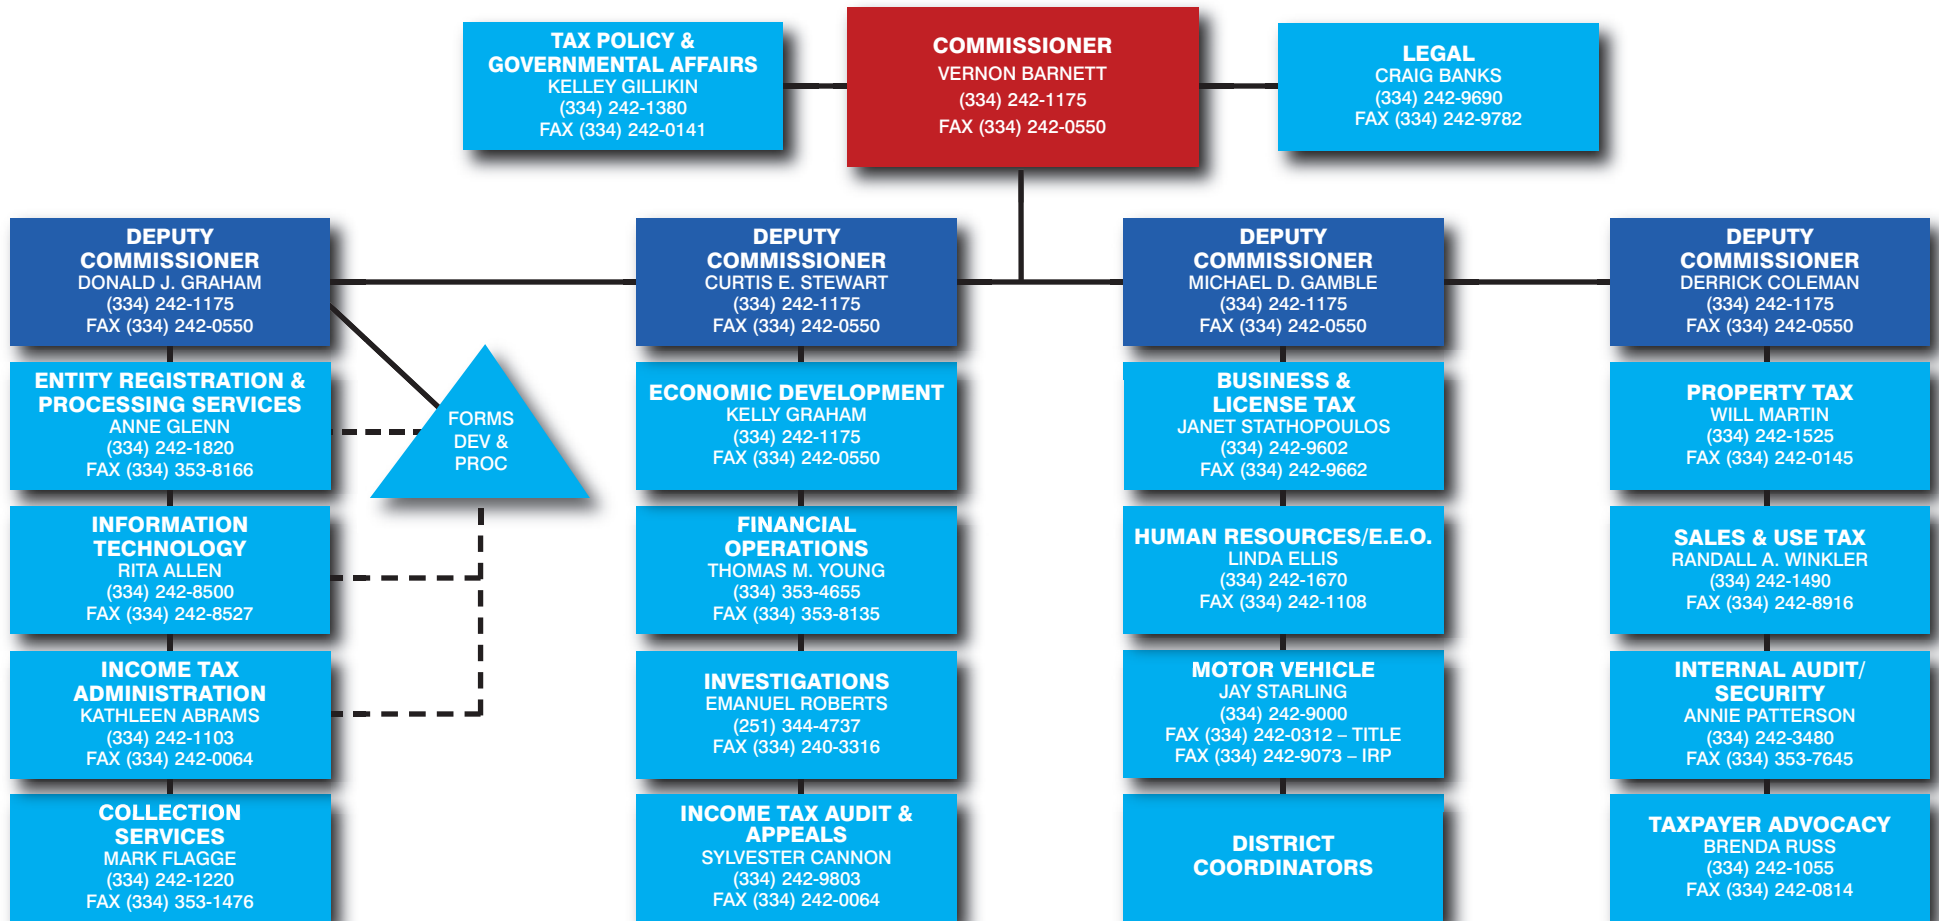 TAX POLICY &
GOVERNMENTAL AFFAIRS
KELLEY GILLIKIN
(334) 242-1380
FAX (334) 242-0141
COMMISSIONER
VERNON BARNETT
(334) 242-1175
FAX (334) 242-0550
LEGAL
CRAIG BANKS
(334) 242-9690
FAX (334) 242-9782
DEPUTY
COMMISSIONER
DONALD J. GRAHAM
(334) 242-1175
FAX (334) 242-0550
ENTITY REGISTRATION &
PROCESSING SERVICES
ANNE GLENN
(334) 242-1820
FAX (334) 353-8166
INFORMATION
TECHNOLOGY
RITA ALLEN
(334) 242-8500
FAX (334) 242-8527
INCOME TAX
ADMINISTRATION
KATHLEEN ABRAMS
(334) 242-1103
FAX (334) 242-0064
COLLECTION
SERVICES
MARK FLAGGE
(334) 242-1220
FAX (334) 353-1476
FORMS
DEV &
PROC
DEPUTY
COMMISSIONER
CURTIS E. STEWART
(334) 242-1175
FAX (334) 242-0550
ECONOMIC DEVELOPMENT
KELLY GRAHAM
(334) 242-1175
FAX (334) 242-0550
FINANCIAL
OPERATIONS
THOMAS M. YOUNG
(334) 353-4655
FAX (334) 353-8135
INVESTIGATIONS
EMANUEL ROBERTS
(251) 344-4737
FAX (334) 240-3316
INCOME TAX AUDIT &
APPEALS
SYLVESTER CANNON
(334) 242-9803
FAX (334) 242-0064
DEPUTY
COMMISSIONER
MICHAEL D. GAMBLE
(334) 242-1175
FAX (334) 242-0550
BUSINESS &
LICENSE TAX
JANET STATHOPOULOS
(334) 242-9602
FAX (334) 242-9662
HUMAN RESOURCES/E.E.O.
LINDA ELLIS
(334) 242-1670
FAX (334) 242-1108
MOTOR VEHICLE
JAY STARLING
(334) 242-9000
FAX (334) 242-0312 – TITLE
FAX (334) 242-9073 – IRP
DISTRICT
COORDINATORS
DEPUTY
COMMISSIONER
DERRICK COLEMAN
(334) 242-1175
FAX (334) 242-0550
PROPERTY TAX
WILL MARTIN
(334) 242-1525
FAX (334) 242-0145
SALES & USE TAX
RANDALL A. WINKLER
(334) 242-1490
FAX (334) 242-8916
INTERNAL AUDIT/
SECURITY
ANNIE PATTERSON
(334) 242-3480
FAX (334) 353-7645
TAXPAYER ADVOCACY
BRENDA RUSS
(334) 242-1055
FAX (334) 242-0814